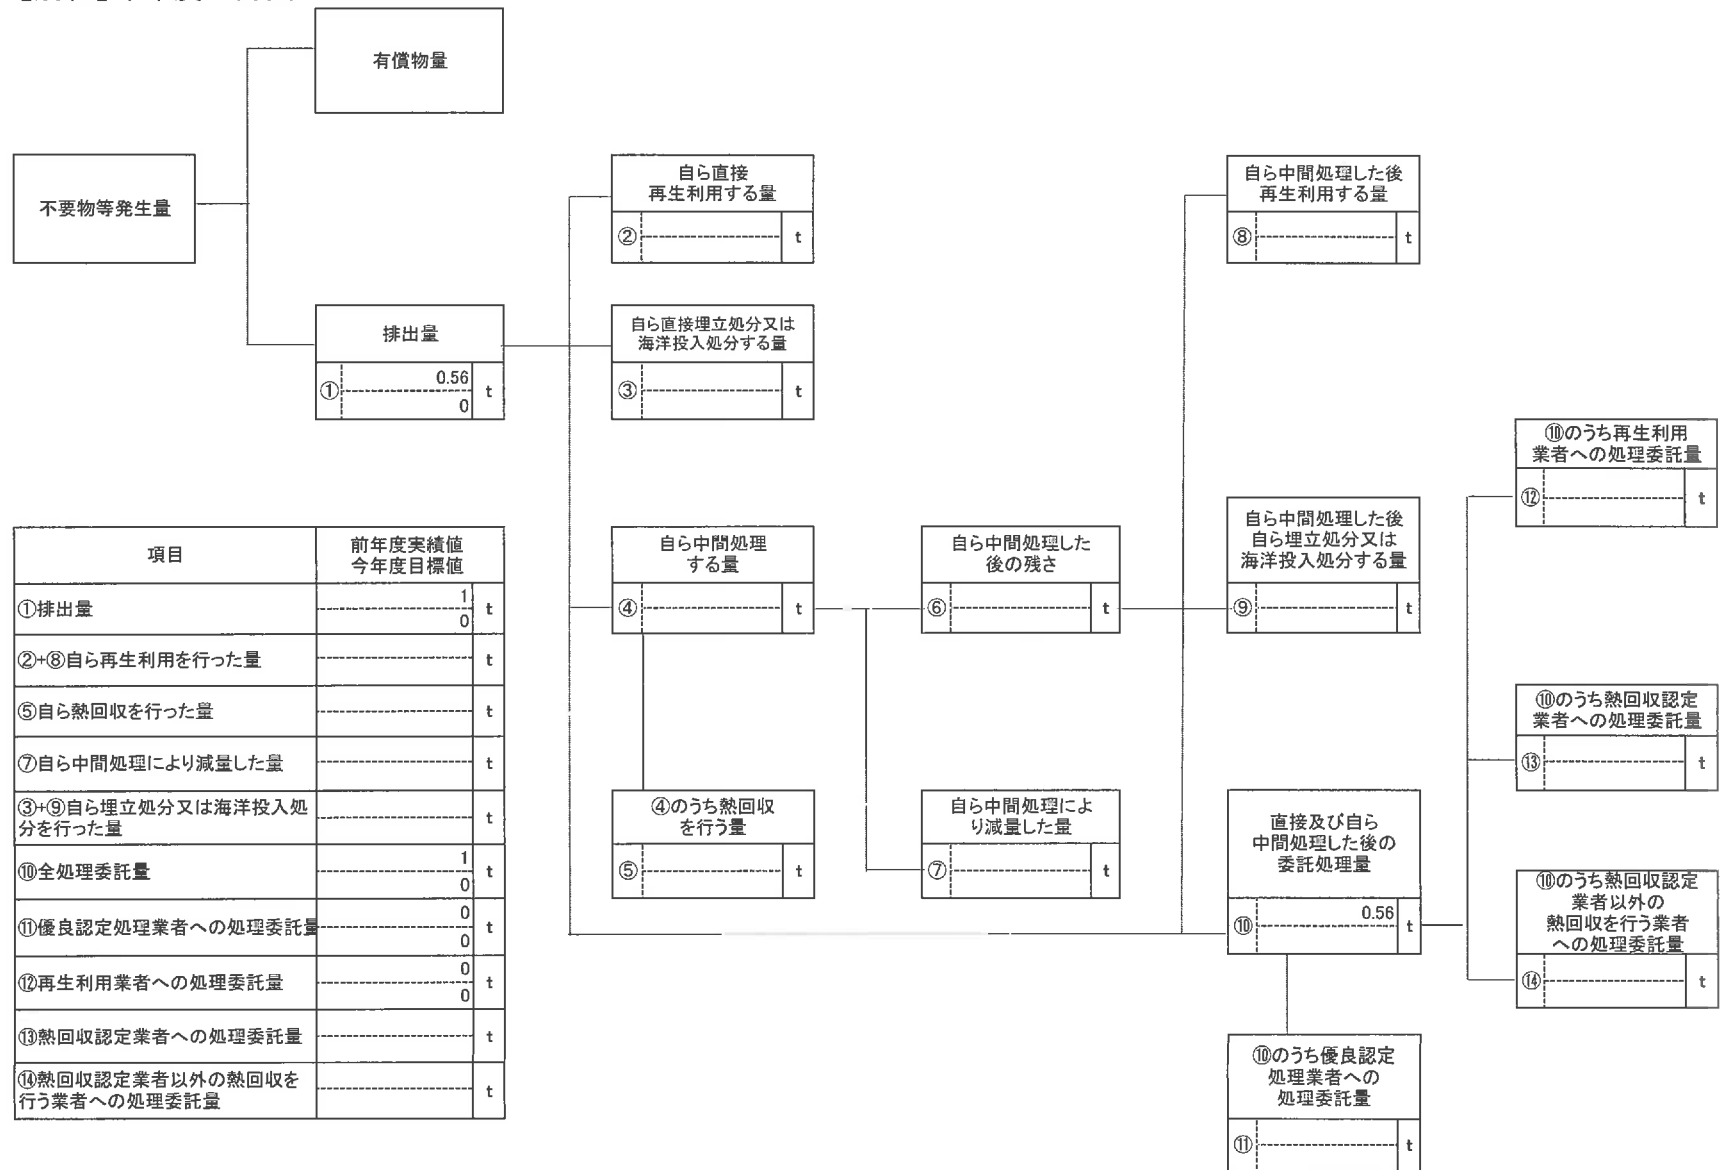 有償物量
不要物等発生量
排出量
①
0.56
0
t
自ら直接
再生利用する量
②
t
自ら直接埋立処分又は
海洋投入処分する量
③
t
自ら中間処理
する量
④
t
④のうち熱回収
を行う量
⑤
t
自ら中間処理した
後の残さ
⑥
t
自ら中間処理によ
り減量した量
⑦
t
自ら中間処理した後
再生利用する量
⑧
t
自ら中間処理した後
自ら埋立処分又は
海洋投入処分する量
⑨
t
直接及び自ら
中間処理した後の
委託処理量
⑩
0.56
t
⑩のうち優良認定
処理業者への
処理委託量
⑪
t
⑩のうち再生利用
業者への処理委託量
⑫
t
⑩のうち熱回収認定
業者への処理委託量
⑬
t
⑩のうち熱回収認定
業者以外の
熱回収を行う業者
への処理委託量
⑭
t
項目
前年度実績値
今年度目標値
①排出量
1
0
t
②+⑧自ら再生利用を行った量
t
⑤自ら熱回収を行った量
t
⑦自ら中間処理により減量した量
t
③+⑨自ら埋立処分又は海洋投入処
分を行った量
t
⑩全処理委託量
1
0
t
⑪優良認定処理業者への処理委託量
0
0
t
⑫再生利用業者への処理委託量
0
0
t
⑬熱回収認定業者への処理委託量
t
⑭熱回収認定業者以外の熱回収を
行う業者への処理委託量
t